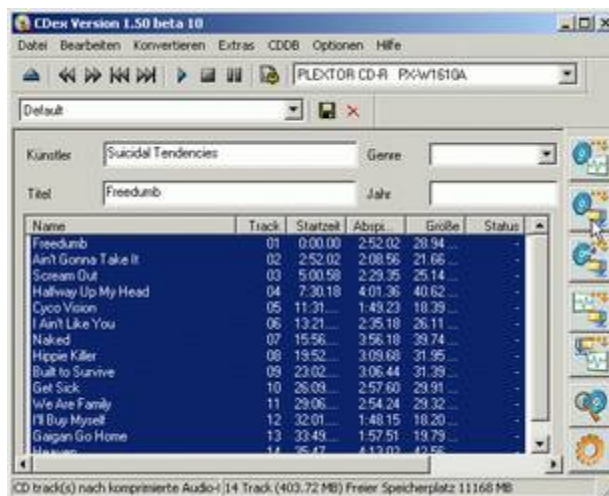 CDex Version 1.50 beta 10
Datei Bearbeiten Konvertieren Extras CDDB Optionen Hilfe
PLEXTOR CD-R PX-W1610A
Default
Künstler Suicidal Tendencies Genre
Titel Freedumb Jahr
Name Track Startzeit Abspi... Größe Status
Freedumb 01 0:00.00 2:52.02 28.94 ... -
Ain't Gonna Take It 02 2:52.02 2:08.56 21.66 ... -
Scream Out 03 5:00.58 2:29.35 25.14 ... -
Hallway Up My Head 04 7:30.18 4:01.36 40.62 ... -
Cyco Vision 05 11:31.... 1:49.23 18.39 ... -
I Ain't Like You 06 13:21.... 2:35.18 26.11 ... -
Naked 07 15:56.... 3:56.18 39.74 ... -
Hippie Killer 08 19:52.... 3:09.68 31.95 ... -
Built to Survive 09 23:02.... 3:06.44 31.39 ... -
Get Sick 10 26:09.... 2:57.60 29.91 ... -
We Are Family 11 29:06.... 2:54.24 29.32 ... -
I'll Buy Myself 12 32:01.... 1:48.15 18.20 ... -
Gaigan Go Home 13 33:49.... 1:57.51 19.79 ... -
Heaven 14 35:47 4:13.02 42.56
CD track(s) nach komprimierte Audio-( 14 Track (403.72 MB) Freier Speicherplatz 11168 MB